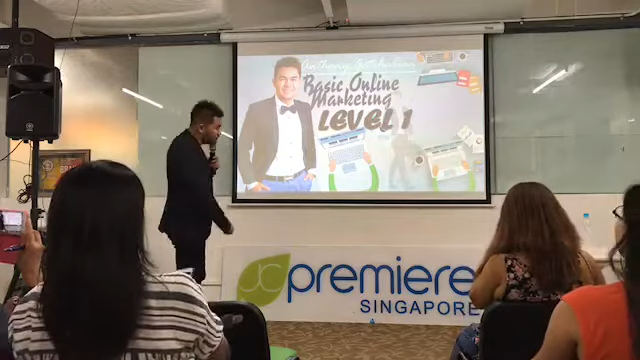 Basic Online
Marketing
LEVEL 1
JC premiere
SINGAPORE